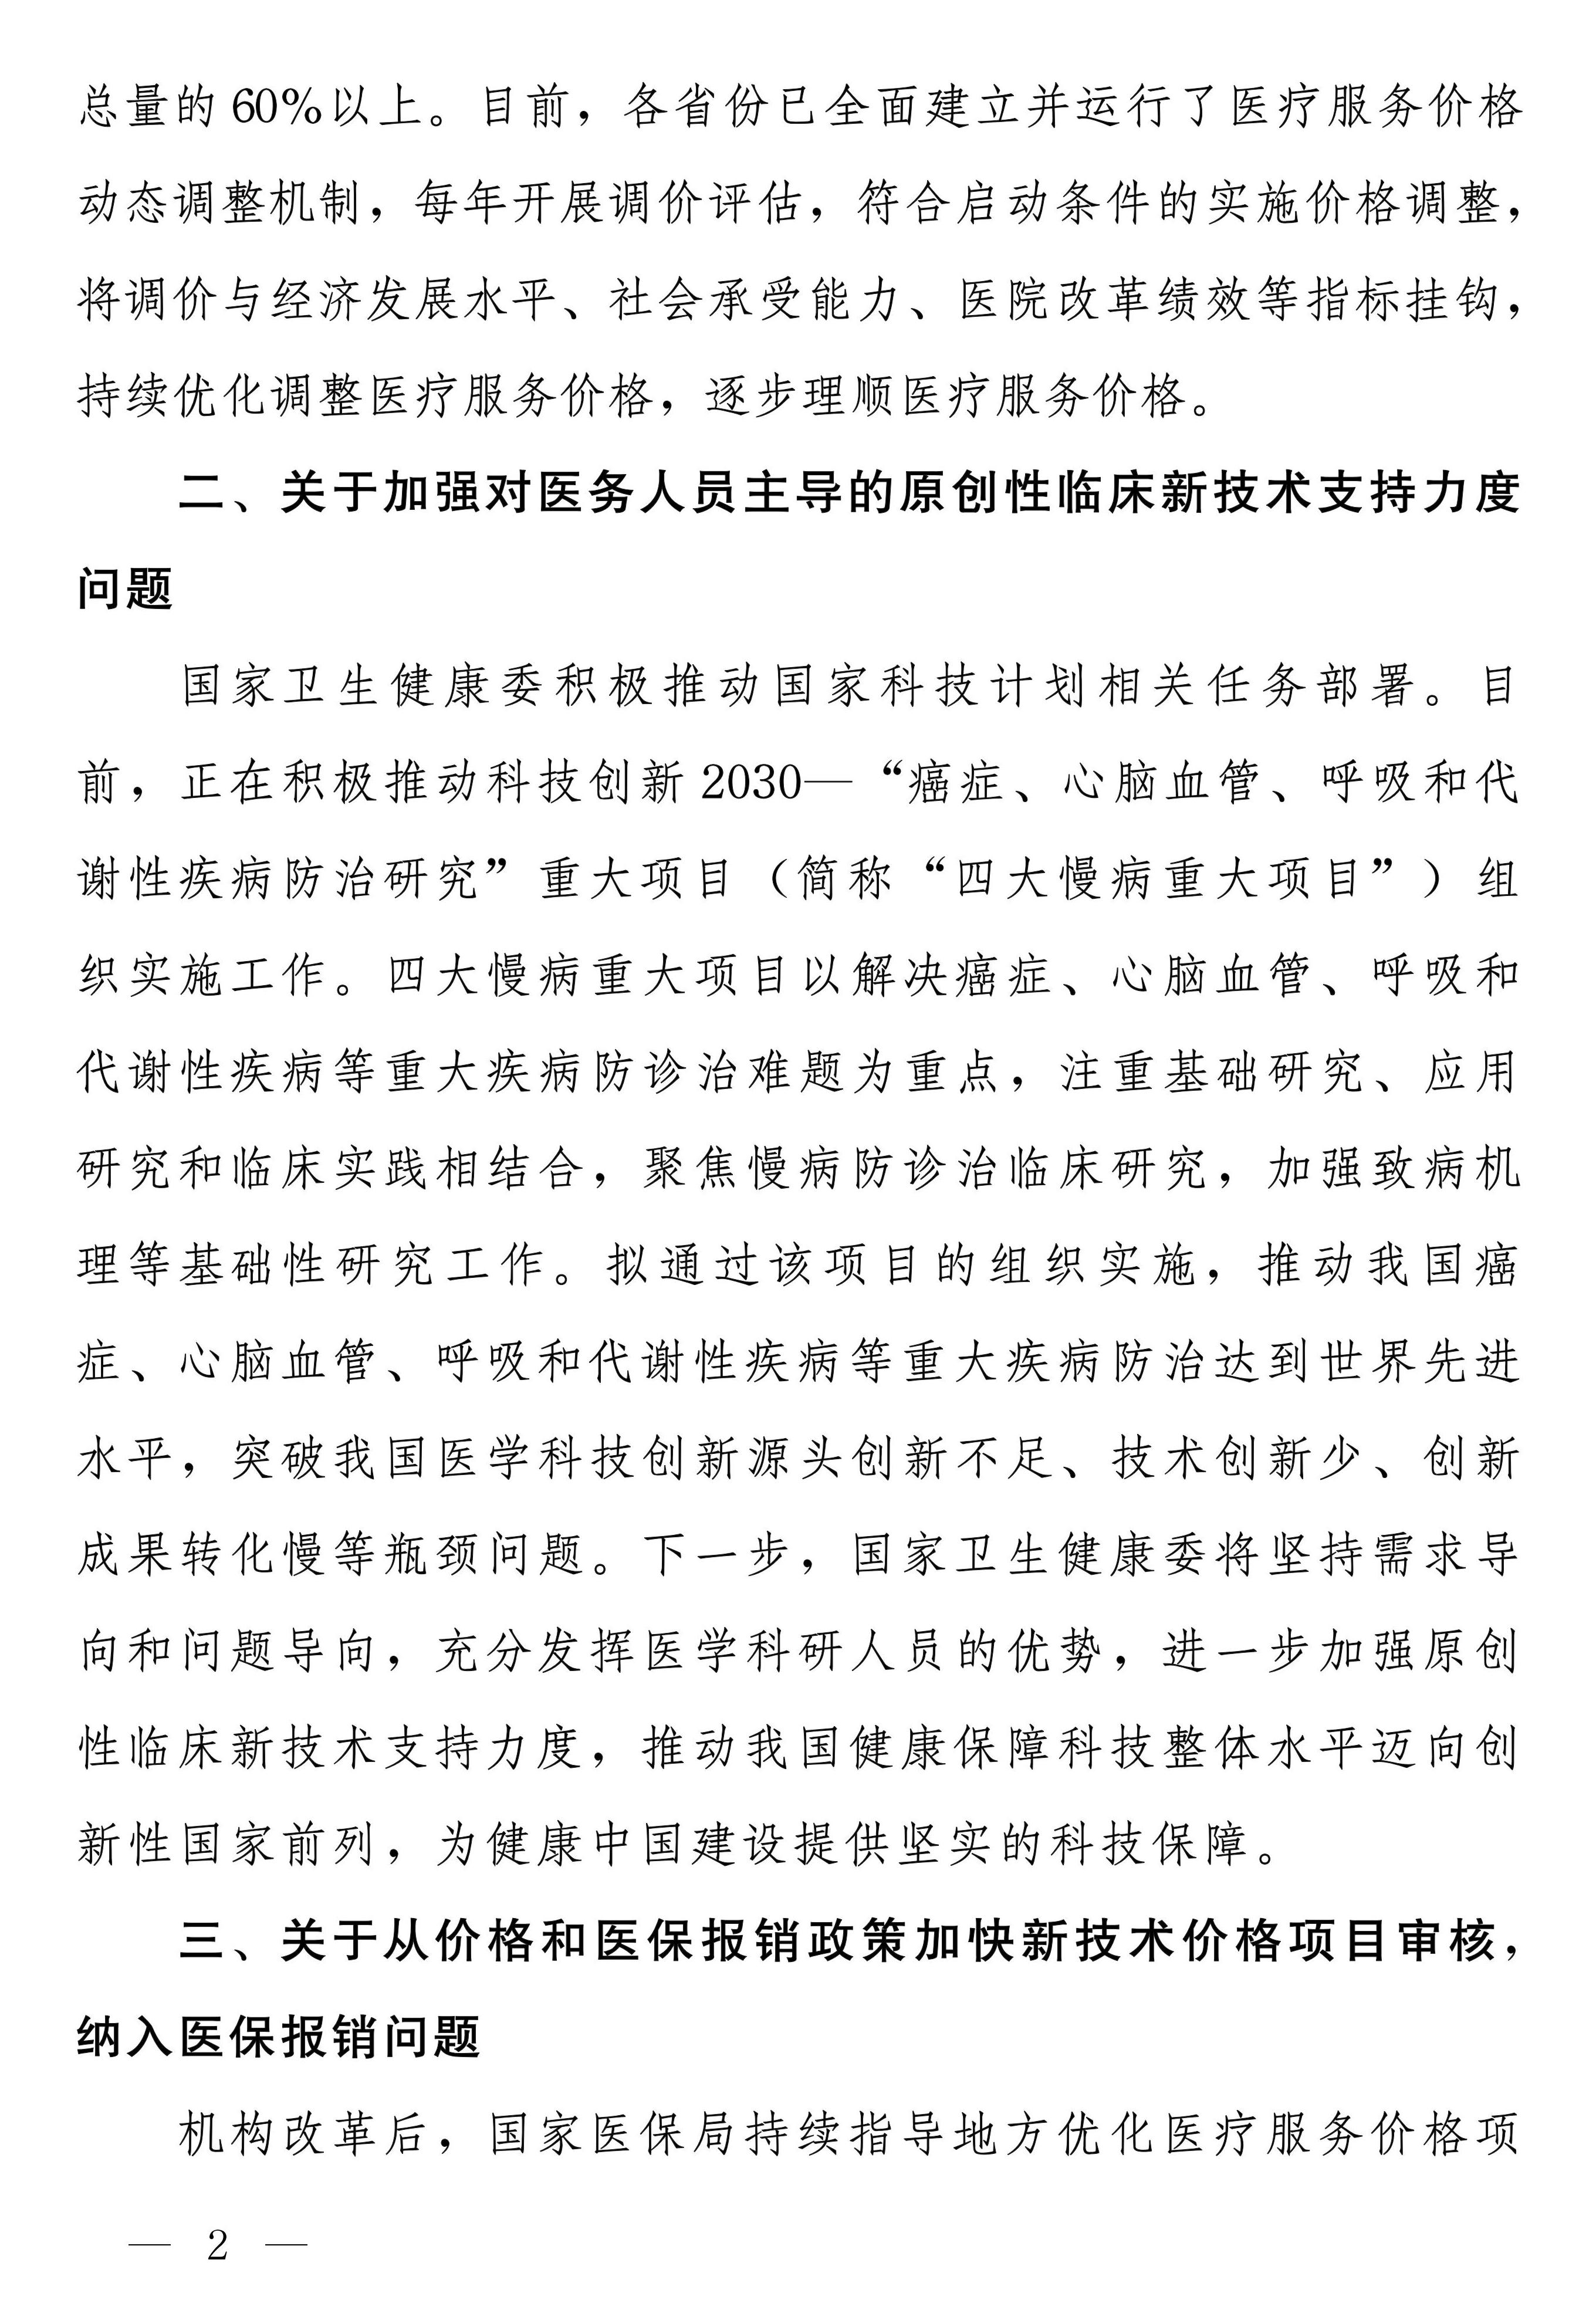 总量的60%以上。目前，各省份已全面建立并运行了医疗服务价格
动态调整机制，每年开展调价评估，符合启动条件的实施价格调整，
将调价与经济发展水平、社会承受能力、医院改革绩效等指标挂钩，
持续优化调整医疗服务价格，逐步理顺医疗服务价格。
二、关于加强对医务人员主导的原创性临床新技术支持力度
问题
国家卫生健康委积极推动国家科技计划相关任务部署。目
前，正在积极推动科技创新2030—“癌症、心脑血管、呼吸和代
谢性疾病防治研究”重大项目（简称“四大慢病重大项目”）组
织实施工作。四大慢病重大项目以解决癌症、心脑血管、呼吸和
代谢性疾病等重大疾病防诊治难题为重点，注重基础研究、应用
研究和临床实践相结合，聚焦慢病防诊治临床研究，加强致病机
理等基础性研究工作。拟通过该项目的组织实施，推动我国癌
症、心脑血管、呼吸和代谢性疾病等重大疾病防治达到世界先进
水平，突破我国医学科技创新源头创新不足、技术创新少、创新
成果转化慢等瓶颈问题。下一步，国家卫生健康委将坚持需求导
向和问题导向，充分发挥医学科研人员的优势，进一步加强原创
性临床新技术支持力度，推动我国健康保障科技整体水平迈向创
新性国家前列，为健康中国建设提供坚实的科技保障。
三、关于从价格和医保报销政策加快新技术价格项目审核，
纳入医保报销问题
机构改革后，国家医保局持续指导地方优化医疗服务价格项
— 2 —